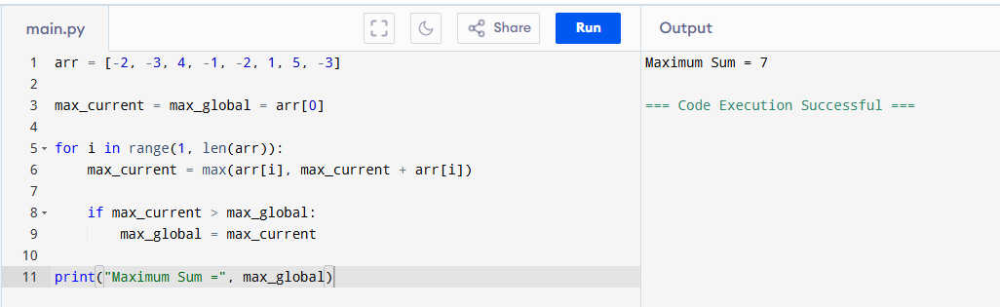 main.py
Share
Run
Output
1 arr = [-2, -3, 4, -1, -2, 1, 5, -3]
2
3 max_current = max_global = arr[0]
4
5 for i in range(1, len(arr)):
6     max_current = max(arr[i], max_current + arr[i])
7
8     if max_current > max_global:
9         max_global = max_current
10
11 print("Maximum Sum =", max_global)
Maximum Sum = 7
=== Code Execution Successful ===